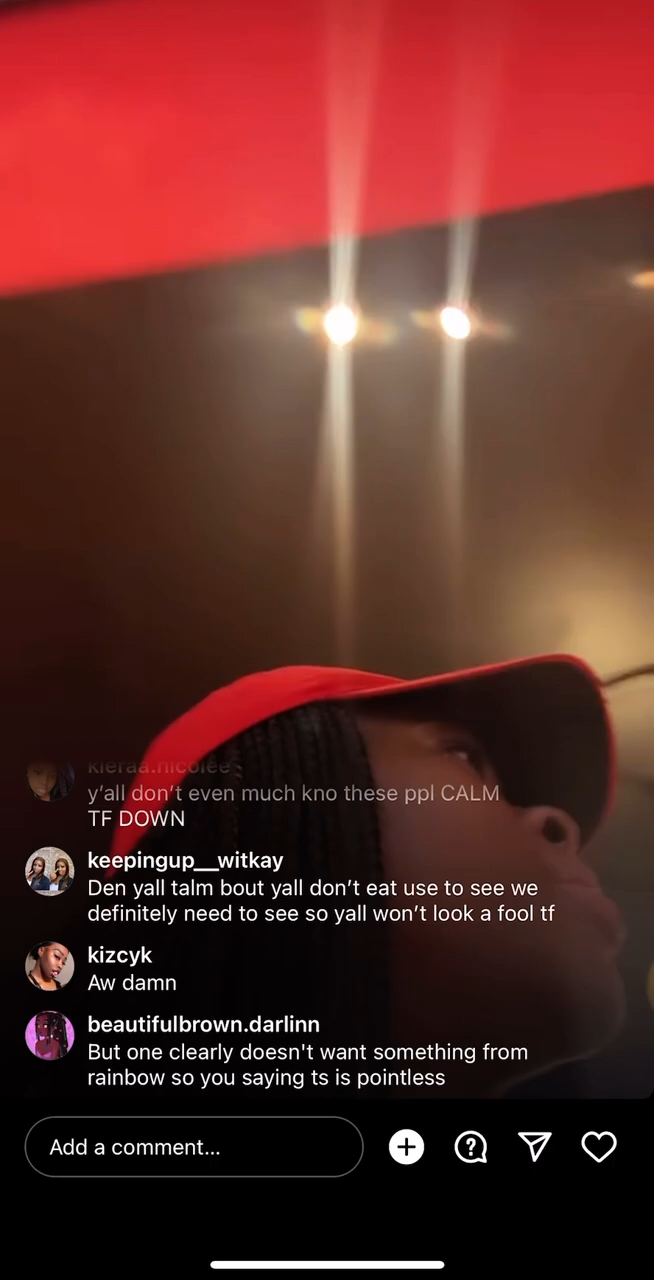 kieraa.nicolee
y'all don't even much kno these ppl CALM
TF DOWN
keepingup__witkay
Den yall talm bout yall don't eat use to see we
definitely need to see so yall won't look a fool tf
kizcyk
Aw damn
beautifulbrown.darlinn
But one clearly doesn't want something from
rainbow so you saying ts is pointless
Add a comment...